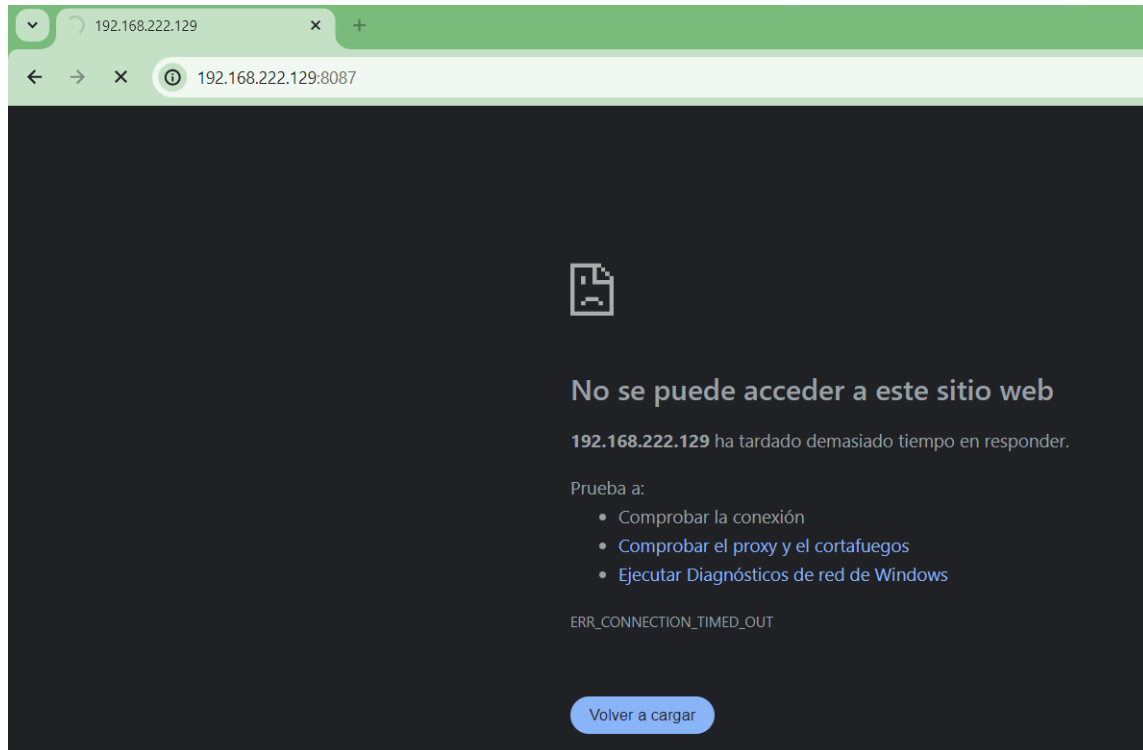 192.168.222.129
192.168.222.129:8087
No se puede acceder a este sitio web
192.168.222.129 ha tardado demasiado tiempo en responder.
Prueba a:
• Comprobar la conexión
• Comprobar el proxy y el cortafuegos
• Ejecutar Diagnósticos de red de Windows
ERR_CONNECTION_TIMED_OUT
Volver a cargar